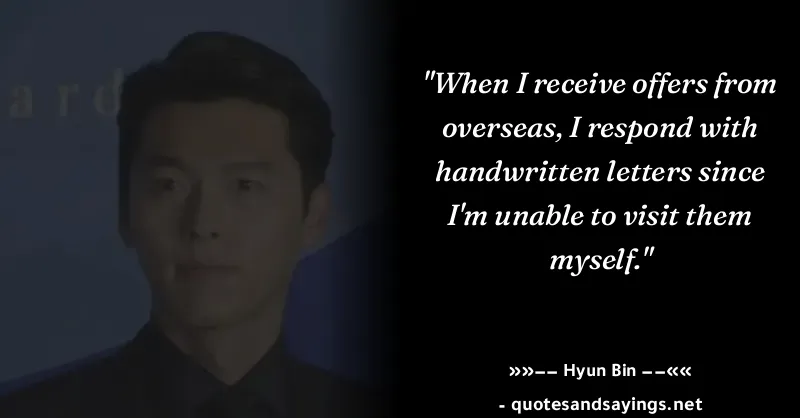 ard
"When I receive offers from
overseas, I respond with
handwritten letters since
I'm unable to visit them
myself."
»»—— Hyun Bin ——««
- quotesandsayings.net